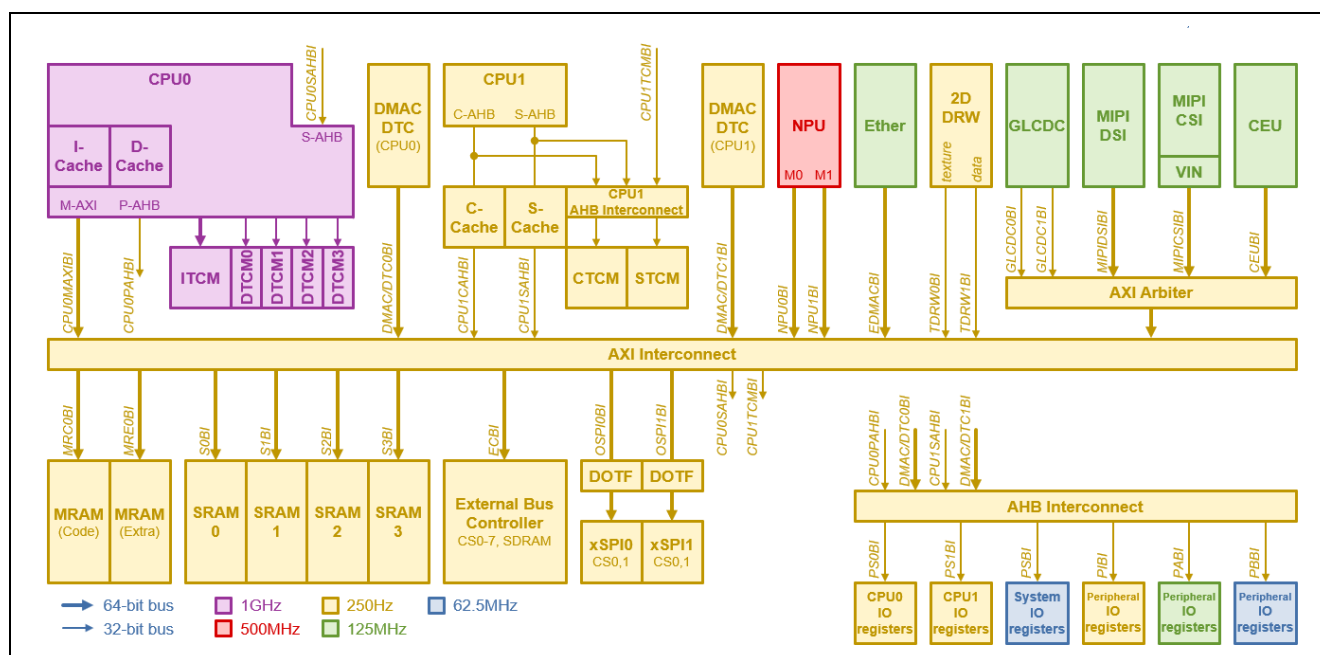 CPU0
CPU0SAHBI
S-AHB
I-
Cache
D-
Cache
M-AXI
P-AHB
ITCM
DTCM0
DTCM1
DTCM2
DTCM3
CPU0MAXIBI
CPU0PAHBI
DMAC
DTC
(CPU0)
DMAC/DTC0BI
CPU1
C-AHB
S-AHB
CPU1TCMBI
C-
Cache
S-
Cache
CPU1
AHB Interconnect
CTCM
STCM
CPU1CAHBI
CPU1SAHBI
DMAC
DTC
(CPU1)
DMAC/DTC1BI
NPU
M0
M1
NPU0BI
NPU1BI
Ether
EDMACBI
2D
DRW
texture
data
TDRW0BI
TDRW1BI
GLCDC
GLCDC0BI
GLCDC1BI
MIPI
DSI
MIPIDSIBI
MIPI
CSI
VIN
MIPICSIBI
CEU
CEUBI
AXI Arbiter
AXI Interconnect
MRC0BI
MRE0BI
S0BI
S1BI
S2BI
S3BI
ECBI
OSPI0BI
OSPI1BI
CPU0SAHBI
CPU1TCMBI
MRAM
(Code)
MRAM
(Extra)
SRAM
0
SRAM
1
SRAM
2
SRAM
3
External Bus
Controller
CS0-7, SDRAM
DOTF
DOTF
xSPI0
CS0,1
xSPI1
CS0,1
CPU0PAHBI
DMAC/DTC0BI
CPU1SAHBI
DMAC/DTC1BI
AHB Interconnect
PS0BI
PS1BI
PSBI
PIBI
PABI
PBBI
CPU0
IO
registers
CPU1
IO
registers
System
IO
registers
Peripheral
IO
registers
Peripheral
IO
registers
Peripheral
IO
registers
64-bit bus
32-bit bus
1GHz
500MHz
250Hz
125MHz
62.5MHz